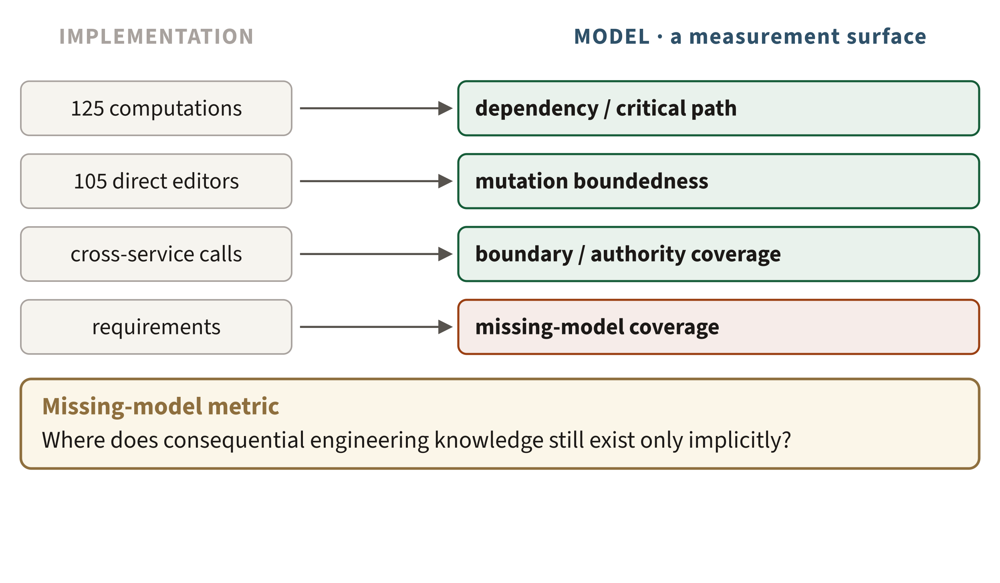 IMPLEMENTATION
MODEL · a measurement surface
125 computations
dependency / critical path
105 direct editors
mutation boundedness
cross-service calls
boundary / authority coverage
requirements
missing-model coverage
Missing-model metric
Where does consequential engineering knowledge still exist only implicitly?